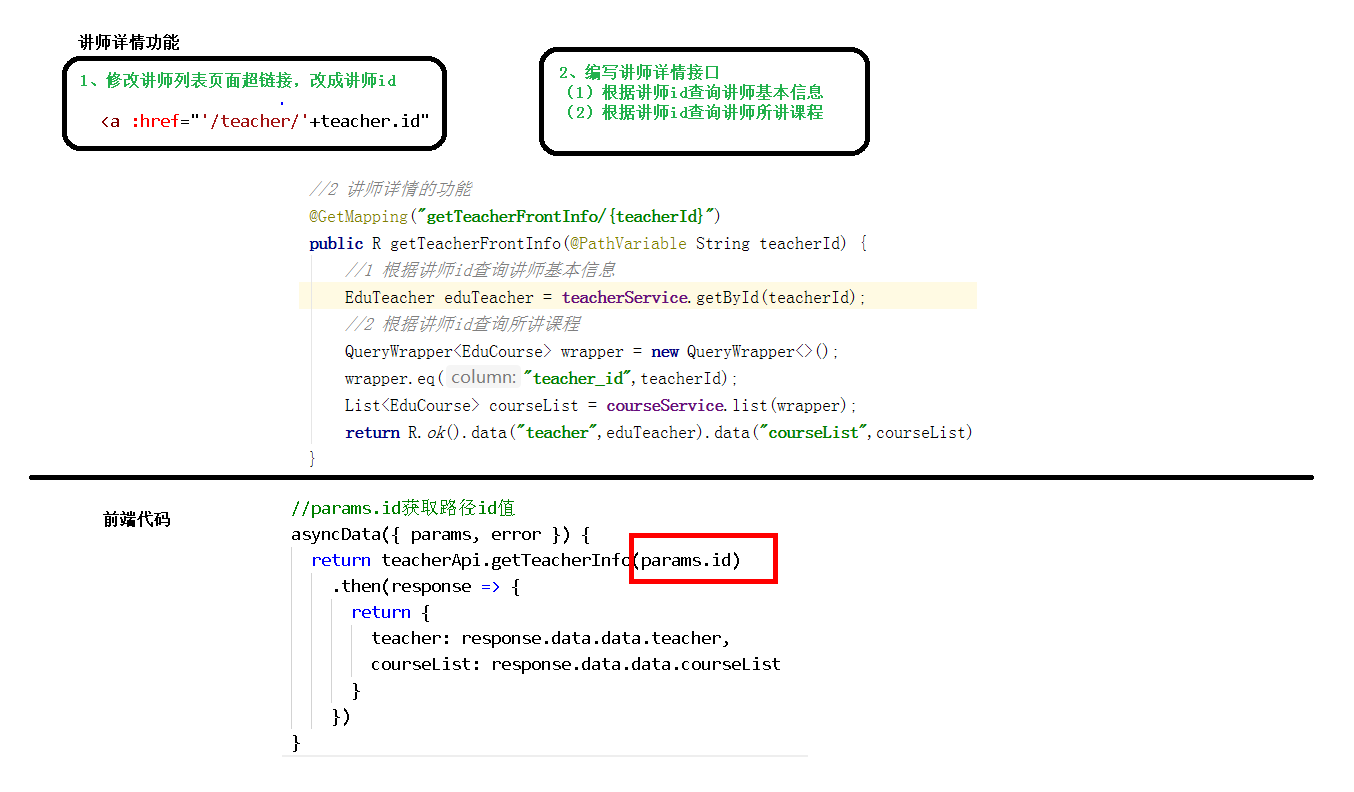 讲师详情功能
1、修改讲师列表页面超链接，改成讲师id
<a :href="'/teacher/'+teacher.id"
2、编写讲师详情接口
（1）根据讲师id查询讲师基本信息
（2）根据讲师id查询讲师所讲课程
//2 讲师详情的功能
@GetMapping("getTeacherFrontInfo/{teacherId}")
public R getTeacherFrontInfo(@PathVariable String teacherId) {
//1 根据讲师id查询讲师基本信息
EduTeacher eduTeacher = teacherService.getById(teacherId);
//2 根据讲师id查询所讲课程
QueryWrapper<EduCourse> wrapper = new QueryWrapper<>();
wrapper.eq( column: "teacher_id",teacherId);
List<EduCourse> courseList = courseService.list(wrapper);
return R.ok().data("teacher",eduTeacher).data("courseList",courseList)
}
前端代码
//params.id获取路径id值
asyncData({ params, error }) {
return teacherApi.getTeacherInfo(params.id)
.then(response => {
return {
teacher: response.data.data.teacher,
courseList: response.data.data.courseList
}
})
}